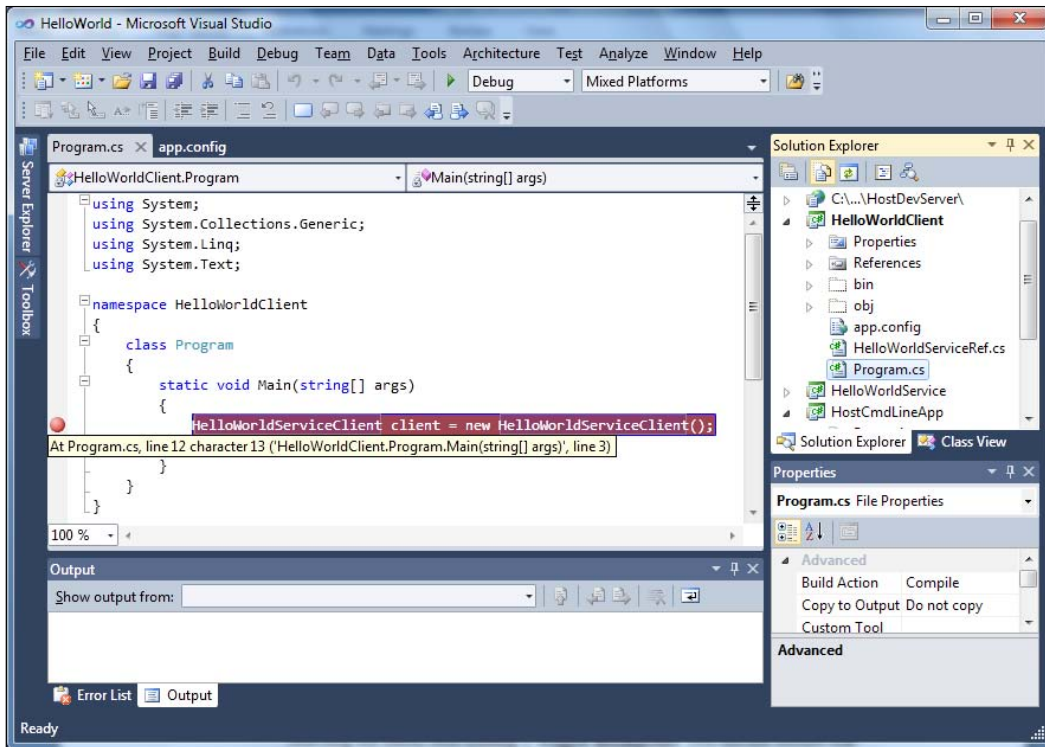 HelloWorld - Microsoft Visual Studio
File Edit View Project Build Debug Team Data Tools Architecture Test Analyze Window Help
Debug Mixed Platforms
Server Explorer
Toolbox
Program.cs app.config
HelloWorldClient.Program Main(string[] args)
using System;
using System.Collections.Generic;
using System.Linq;
using System.Text;
namespace HelloWorldClient
{
class Program
{
static void Main(string[] args)
{
HelloWorldServiceClient client = new HelloWorldServiceClient();
At Program.cs, line 12 character 13 ('HelloWorldClient.Program.Main(string[] args)', line 3)
}
}
}
100 %
Output
Show output from:
Error List Output
Ready
Solution Explorer
C:\...\HostDevServer\
HelloWorldClient
Properties
References
bin
obj
app.config
HelloWorldServiceRef.cs
Program.cs
HelloWorldService
HostCmdLineApp
Solution Explorer Class View
Properties
Program.cs File Properties
Advanced
Build Action Compile
Copy to Output Do not copy
Custom Tool
Advanced